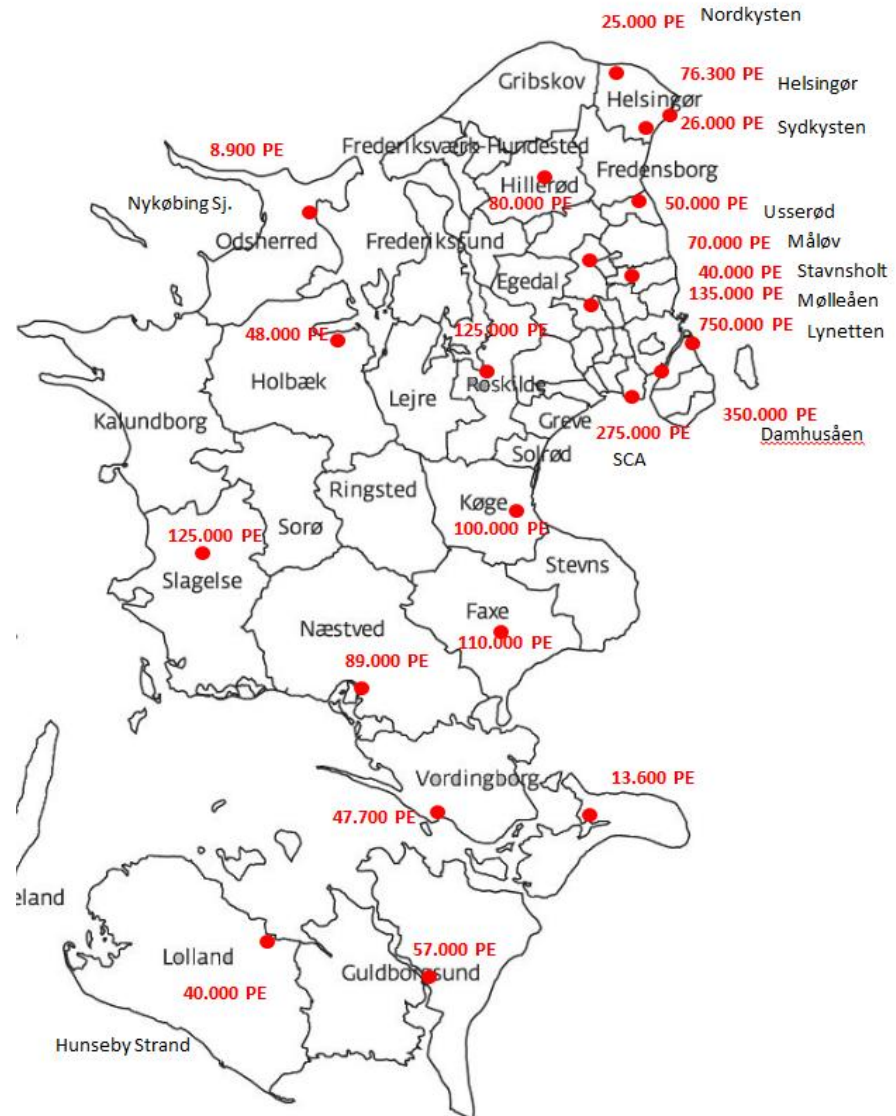 Nordkysten
25.000 PE
Gribskov
76.300 PE
Helsingør
Helsingør
26.000 PE
Sydkysten
8.900 PE
Frederiksværk-Hundested
Fredensborg
Hillerød
Nykøbing Sj.
80.000 PE
50.000 PE
Usserød
Odsherred
Frederikssund
70.000 PE
Måløv
Egedal
40.000 PE
Stavnsholt
135.000 PE
Mølleåen
48.000 PE
125.000 PE
750.000 PE
Lynetten
Holbæk
Roskilde
Lejre
Kalundborg
Greve
350.000 PE
275.000 PE
Damhusåen
Solrød
SCA
Ringsted
Køge
Sorø
100.000 PE
125.000 PE
Stevns
Slagelse
Faxe
Næstved
110.000 PE
89.000 PE
Vordingborg
13.600 PE
47.700 PE
eland
57.000 PE
Lolland
Guldborgsund
40.000 PE
Hunseby Strand